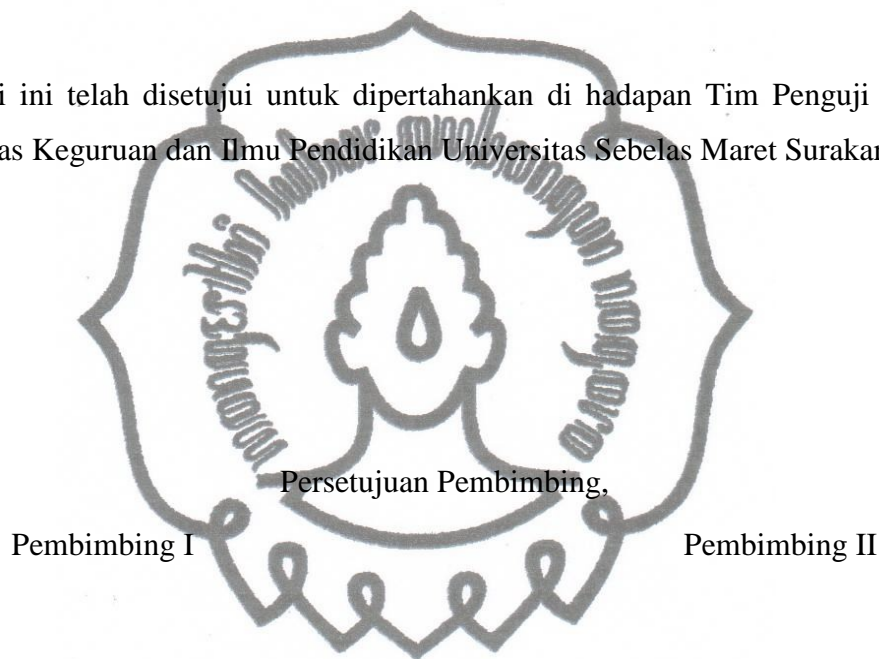 i ini telah disetujui untuk dipertahankan di hadapan Tim Penguji
as Keguruan dan Ilmu Pendidikan Universitas Sebelas Maret Surakar
Persetujuan Pembimbing,
Pembimbing I Pembimbing II